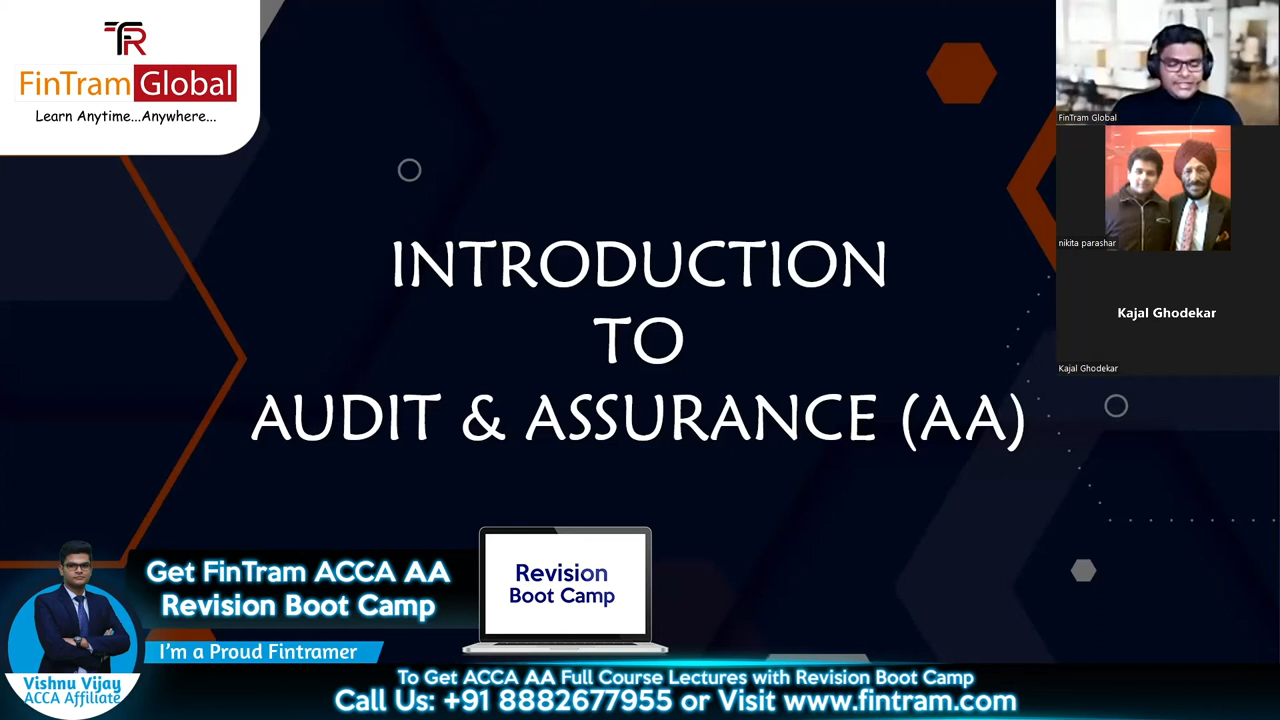 FR
FinTram Global
Learn Anytime...Anywhere...
INTRODUCTION
TO
AUDIT & ASSURANCE (AA)
FinTram Global
nikita parashar
Kajal Ghodekar
Kajal Ghodekar
Get FinTram ACCA AA
Revision Boot Camp
I'm a Proud Fintramer
Vishnu Vijay
ACCA Affiliate
Revision
Boot Camp
To Get ACCA AA Full Course Lectures with Revision Boot Camp
Call Us: +91 8882677955 or Visit www.fintram.com